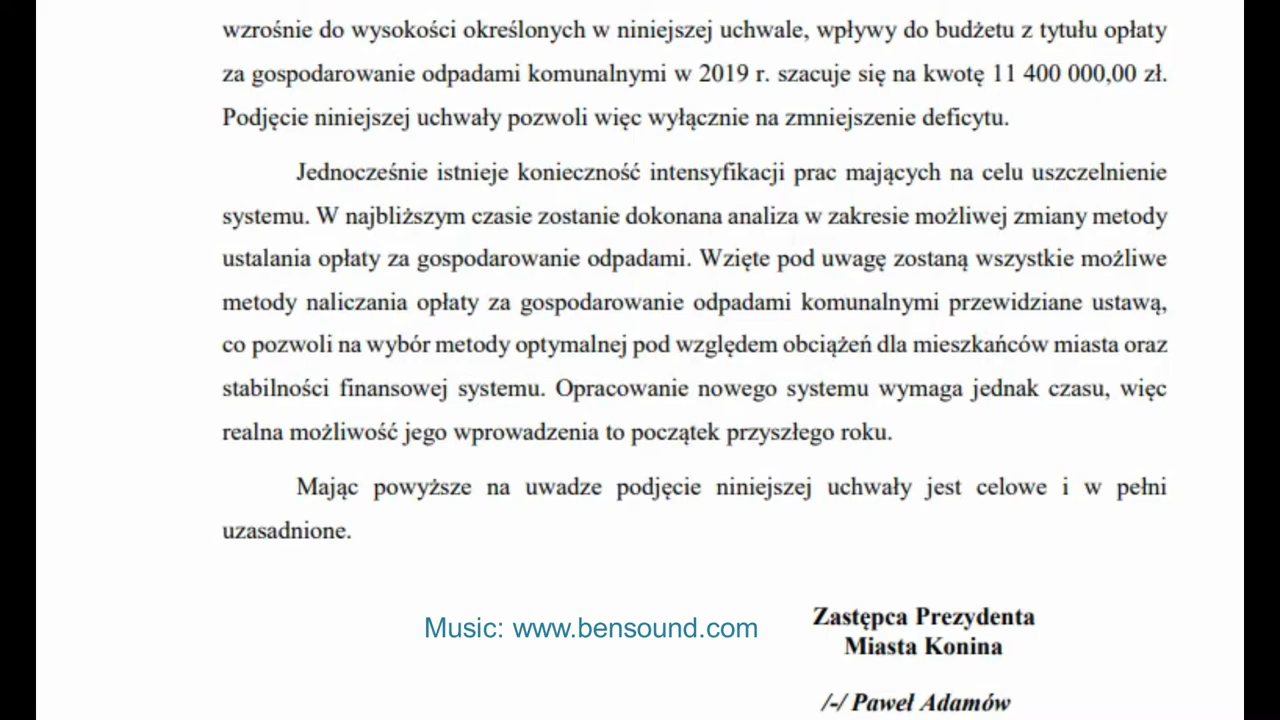 wzrośnie do wysokości określonych w niniejszej uchwale, wpływy do budżetu z tytułu opłaty
za gospodarowanie odpadami komunalnymi w 2019 r. szacuje się na kwotę 11 400 000,00 zł.
Podjęcie niniejszej uchwały pozwoli więc wyłącznie na zmniejszenie deficytu.
Jednocześnie istnieje konieczność intensyfikacji prac mających na celu uszczelnienie
systemu. W najbliższym czasie zostanie dokonana analiza w zakresie możliwej zmiany metody
ustalania opłaty za gospodarowanie odpadami. Wzięte pod uwagę zostaną wszystkie możliwe
metody naliczania opłaty za gospodarowanie odpadami komunalnymi przewidziane ustawą,
co pozwoli na wybór metody optymalnej pod względem obciążeń dla mieszkańców miasta oraz
stabilności finansowej systemu. Opracowanie nowego systemu wymaga jednak czasu, więc
realna możliwość jego wprowadzenia to początek przyszłego roku.
Mając powyższe na uwadze podjęcie niniejszej uchwały jest celowe i w pełni
uzasadnione.
Zastępca Prezydenta
Music: www.bensound.com
Miasta Konina
/-/ Paweł Adamów